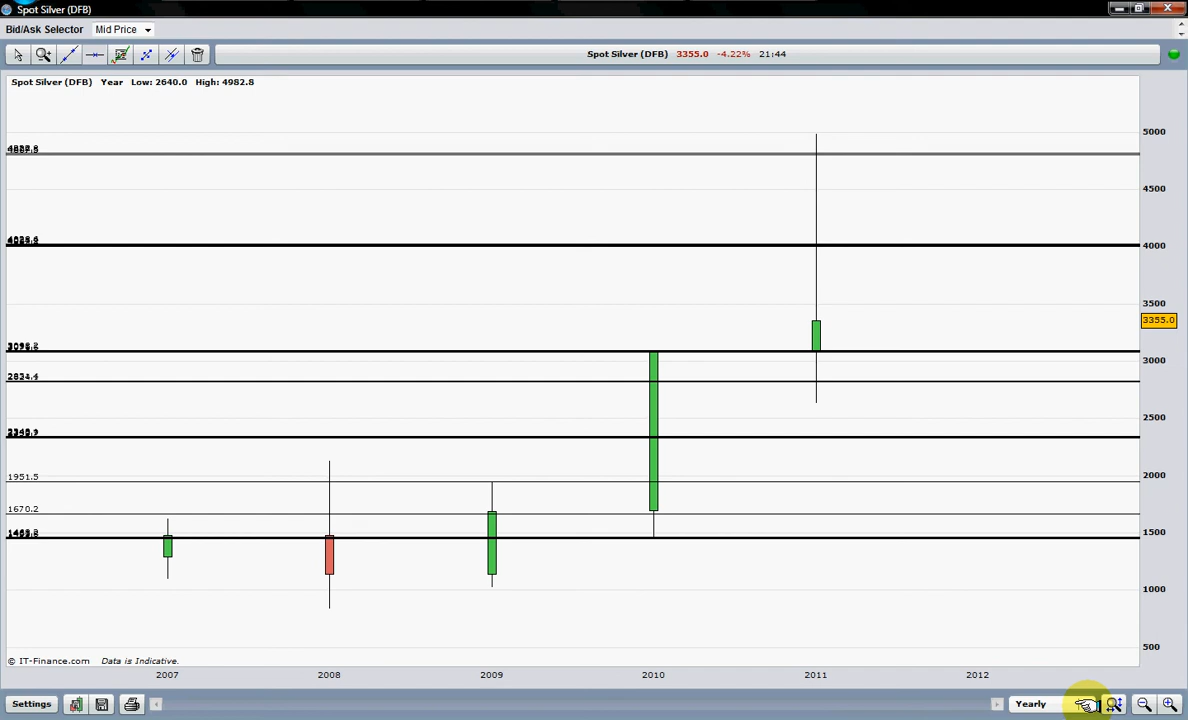 Spot Silver (DFB)
Bid/Ask Selector Mid Price
Spot Silver (DFB) 3355.0 -4.22% 21:44
Spot Silver (DFB) Year Low: 2640.0 High: 4982.8
5000
4500
4000
3500
3355.0
3000
2500
1951.5
2000
1670.2
1500
1000
500
© IT-Finance.com Data is Indicative.
2007 2008 2009 2010 2011 2012
Settings Yearly